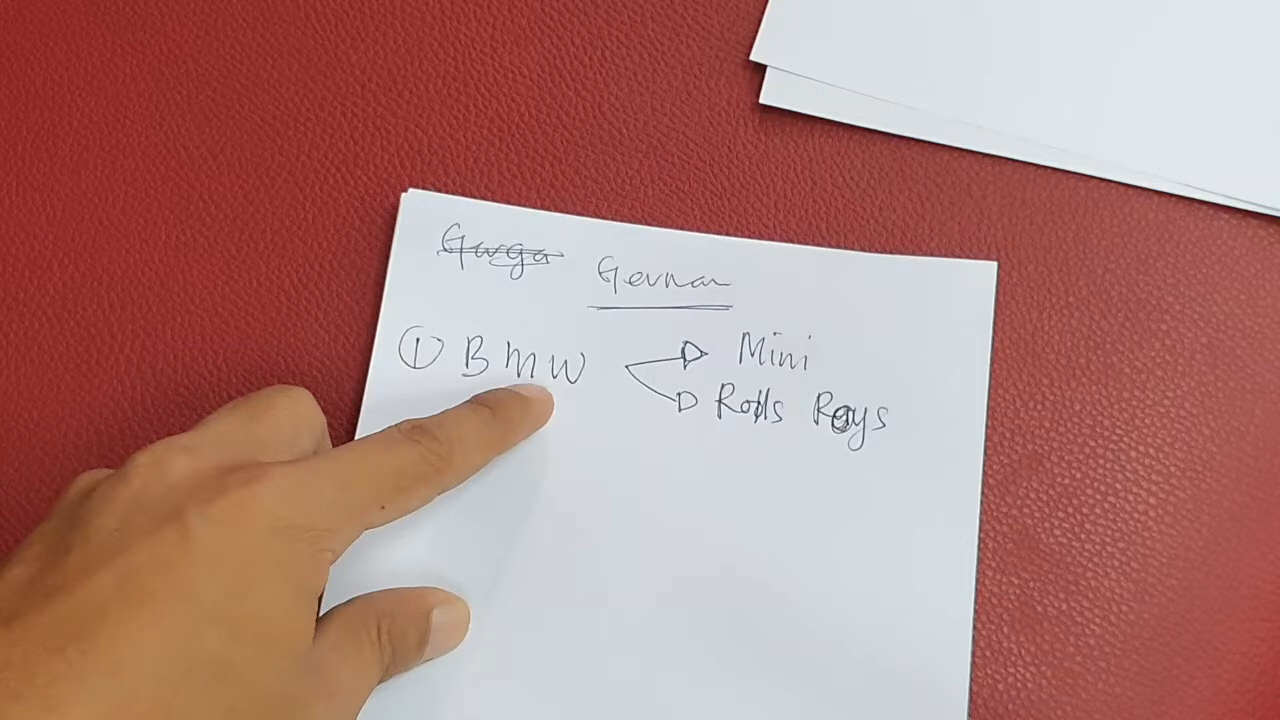 German
① BMW
Mini
Rolls Roys